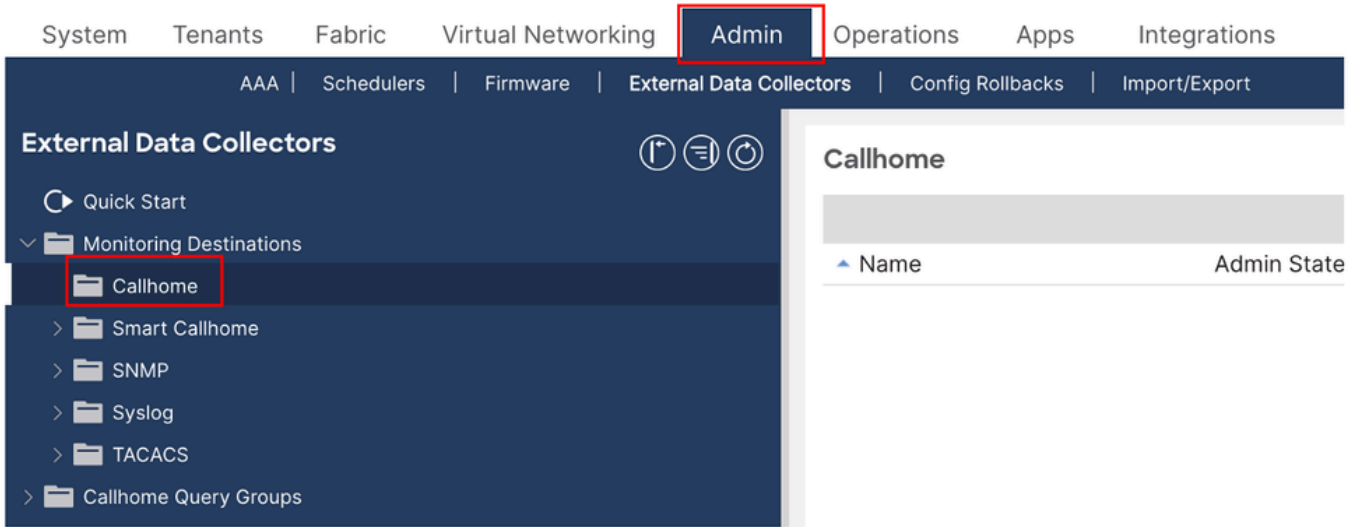 System Tenants Fabric Virtual Networking Admin Operations Apps Integrations
AAA | Schedulers | Firmware | External Data Collectors | Config Rollbacks | Import/Export
External Data Collectors
Quick Start
Monitoring Destinations
Callhome
Smart Callhome
SNMP
Syslog
TACACS
Callhome Query Groups
Callhome
Name Admin State